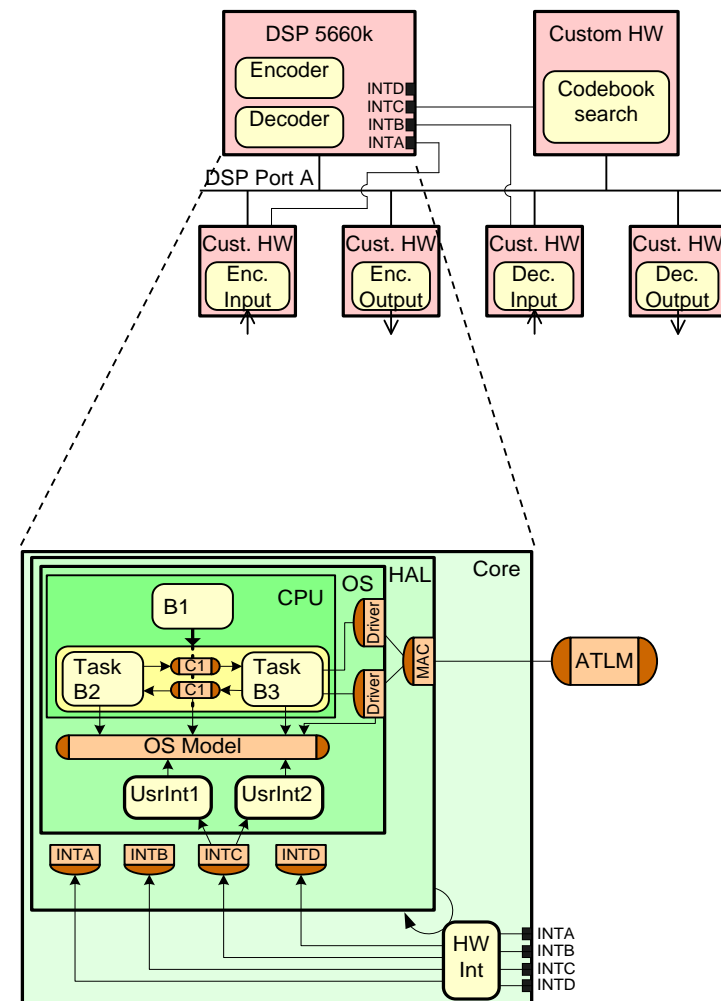 DSP 5660k
Custom HW
Encoder
Decoder
INTD
INTC
INTB
INTA
Codebook
search
DSP Port A
Cust. HW
Enc.
Input
Cust. HW
Enc.
Output
Cust. HW
Dec.
Input
Cust. HW
Dec.
Output
Core
HAL
OS
CPU
B1
Driver
Task
B2
C1
C1
Task
B3
MAC
ATLM
Driver
OS Model
UsrInt1
UsrInt2
INTA
INTB
INTC
INTD
HW
Int
INTA
INTB
INTC
INTD